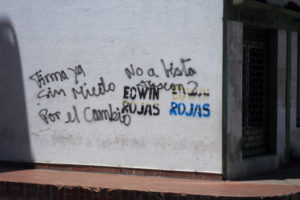 Firma ya No a Vista
Sin Miedo
EDWIN
ROJAS ROJAS
Por el Cambio